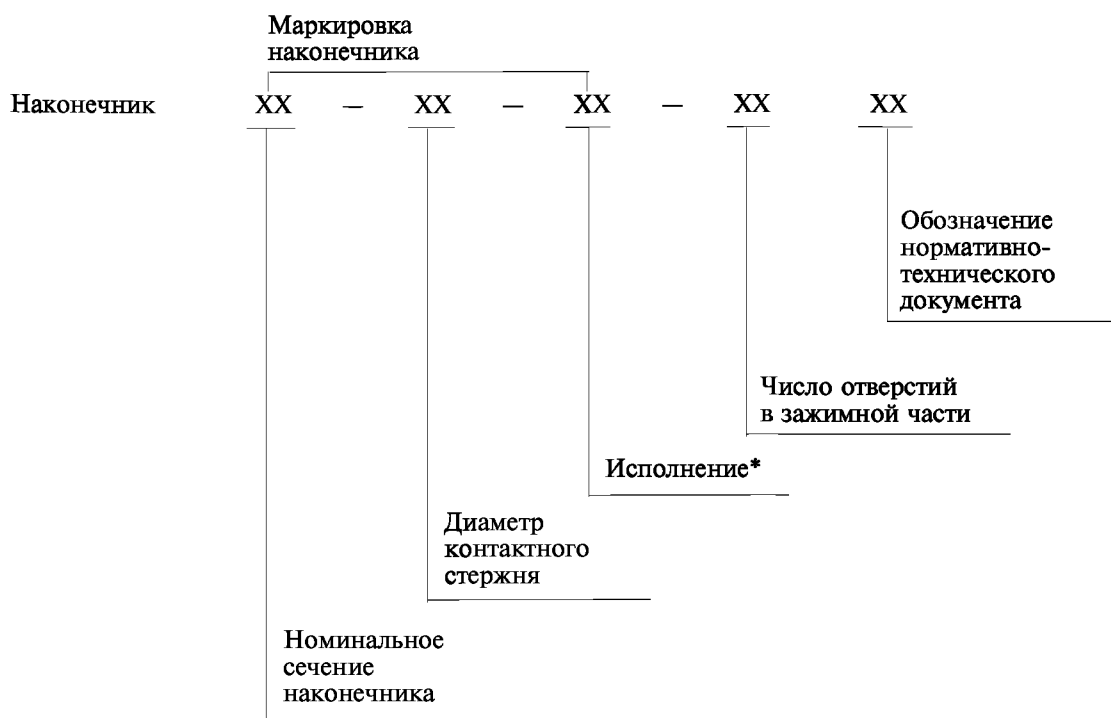 Маркировка
наконечника
Наконечник XX – XX – XX – XX XX
Обозначение
нормативно-
технического
документа
Число отверстий
в зажимной части
Исполнение*
Диаметр
контактного
стержня
Номинальное
сечение
наконечника